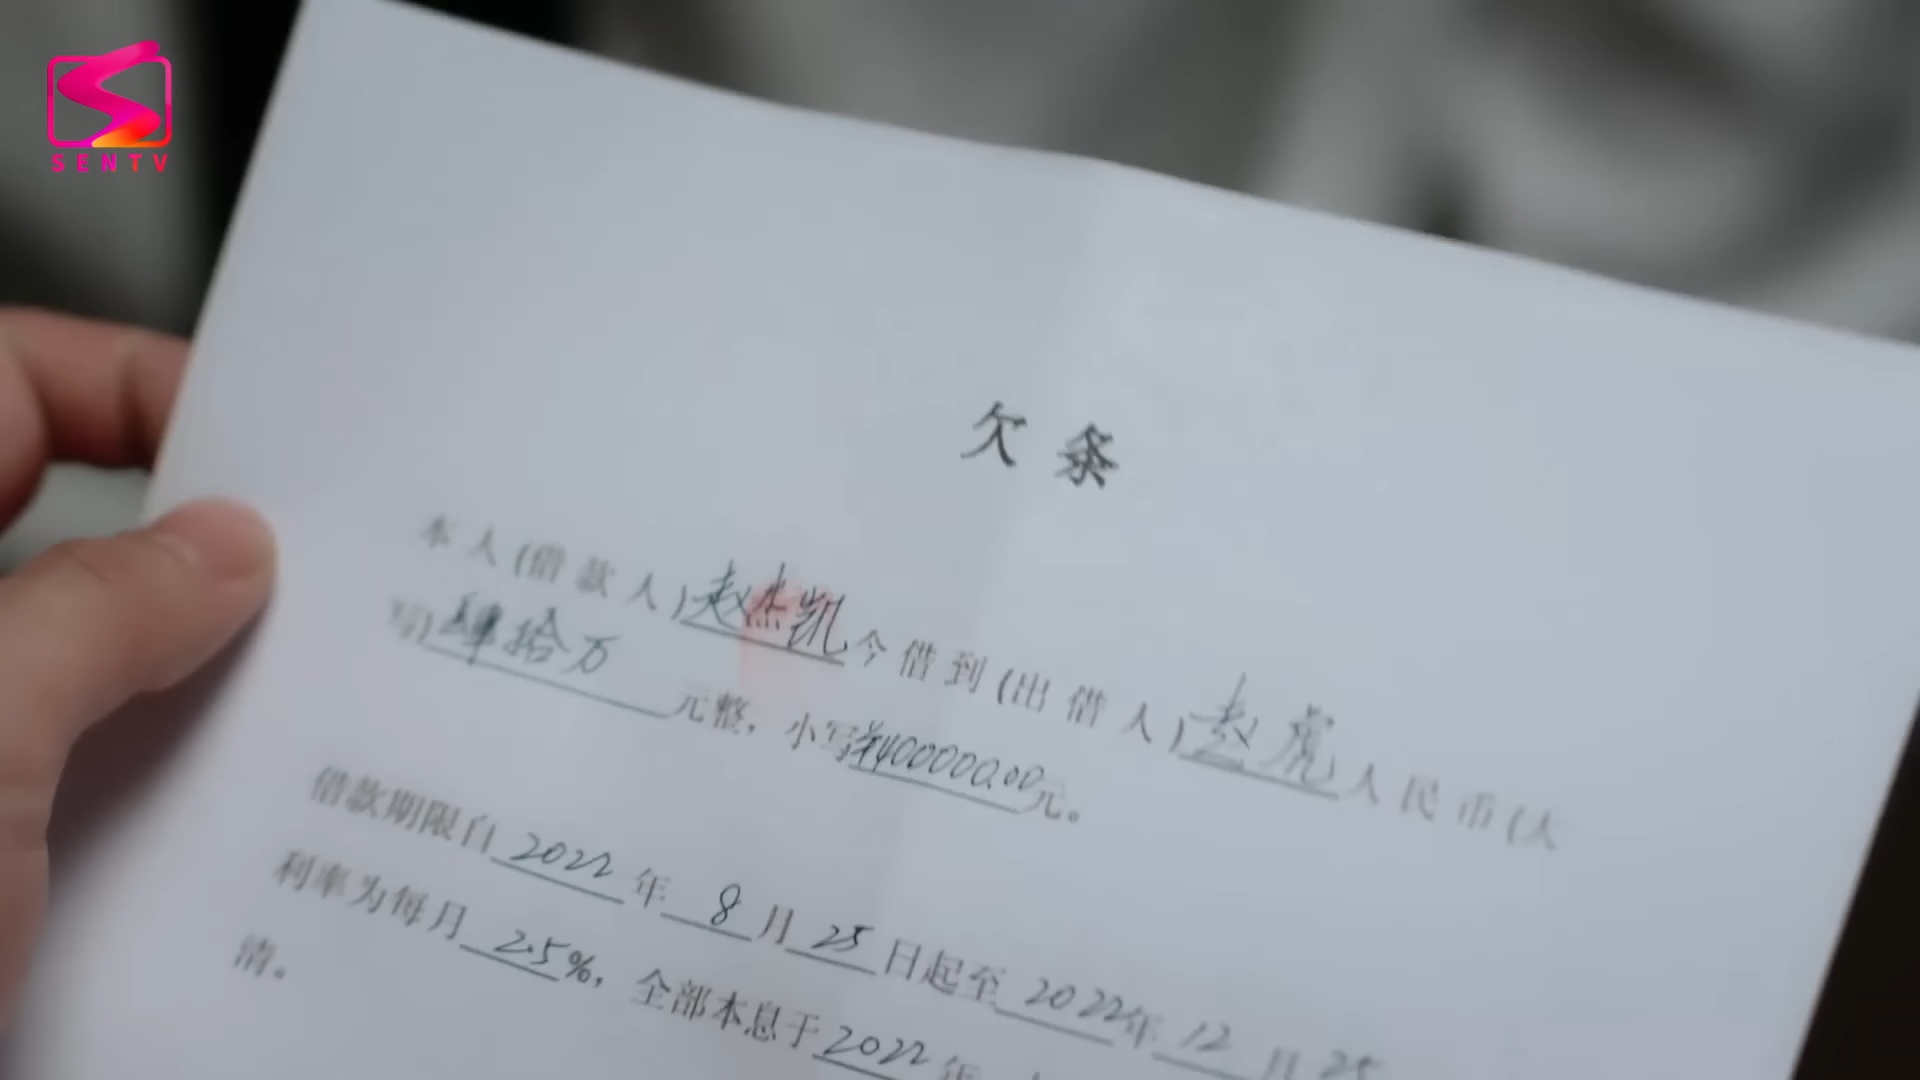 SENTV
欠条
本人(借款人)赵杰凯今借到(出借人)赵虎人民币(大
写)肆拾万元整，小写¥400000.00元。
借款期限自2022年8月25日起至2022年12月25
利率为每月2.5%，全部本息于2022年
清。